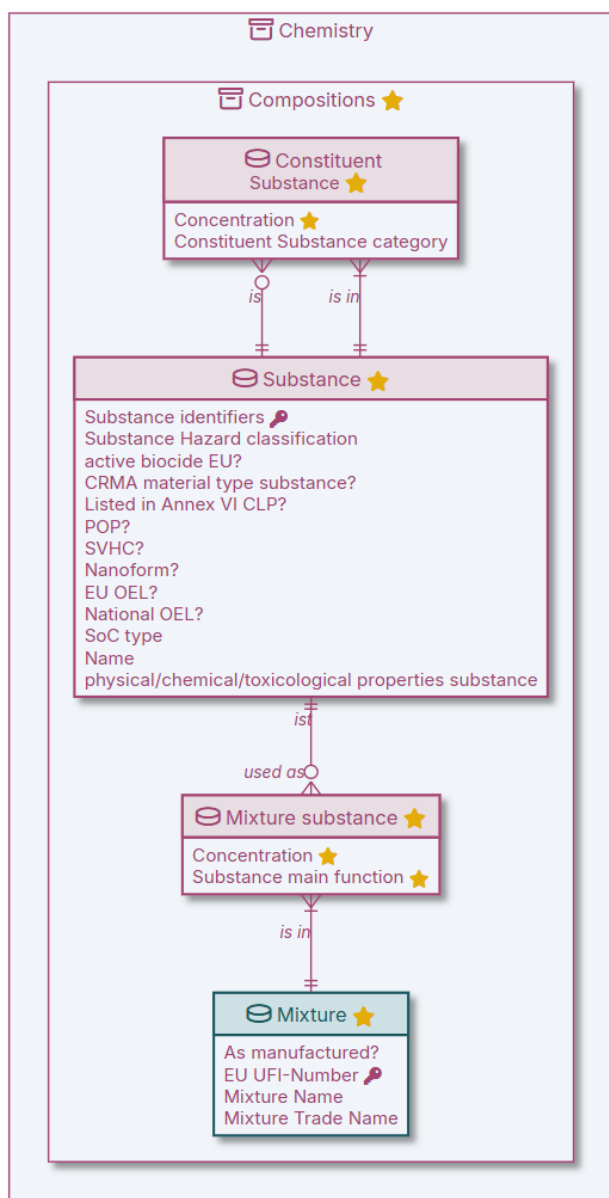 Chemistry
Compositions
Constituent
Substance
Concentration
Constituent Substance category
is
is in
Substance
Substance identifiers
Substance Hazard classification
active biocide EU?
CRMA material type substance?
Listed in Annex VI CLP?
POP?
SVHC?
Nanoform?
EU OEL?
National OEL?
SoC type
Name
physical/chemical/toxicological properties substance
ist
used as
Mixture substance
Concentration
Substance main function
is in
Mixture
As manufactured?
EU UFI-Number
Mixture Name
Mixture Trade Name